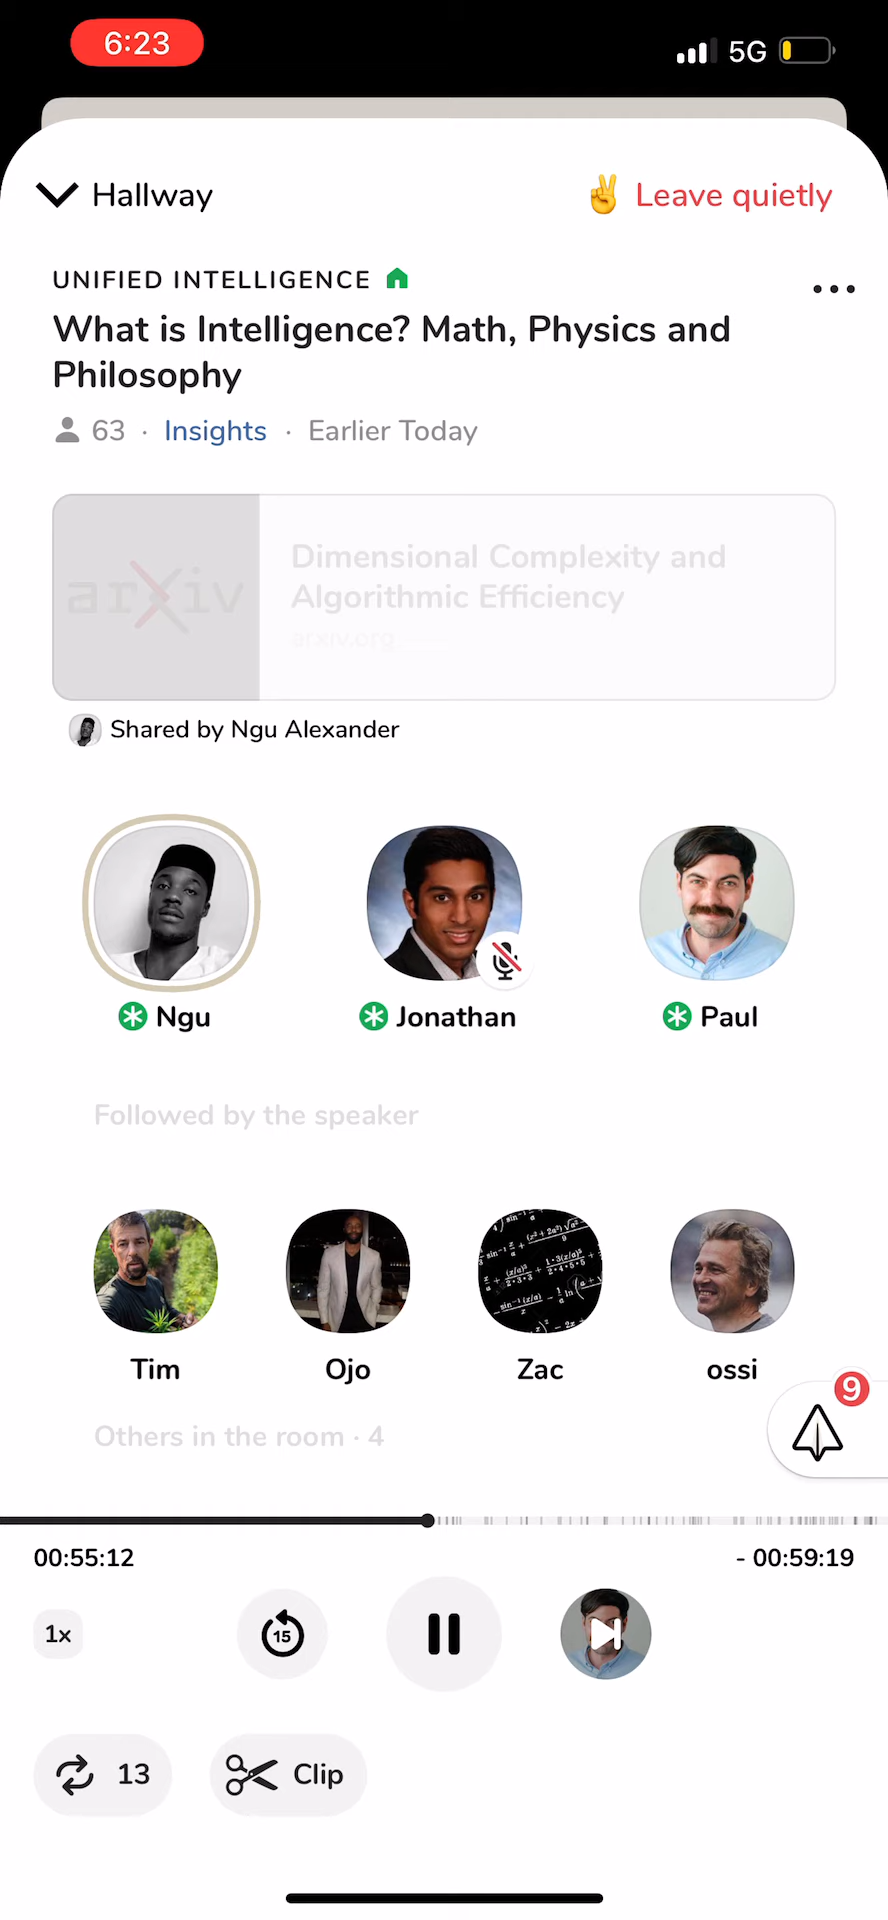 6:23
5G
Hallway
✌️ Leave quietly
UNIFIED INTELLIGENCE
What is Intelligence? Math, Physics and
Philosophy
63 · Insights · Earlier Today
arXiv
Dimensional Complexity and
Algorithmic Efficiency
arxiv.org
Shared by Ngu Alexander
Ngu
Jonathan
Paul
Followed by the speaker
Tim
Ojo
Zac
ossi
9
Others in the room · 4
00:55:12
- 00:59:19
1x
15
13
Clip